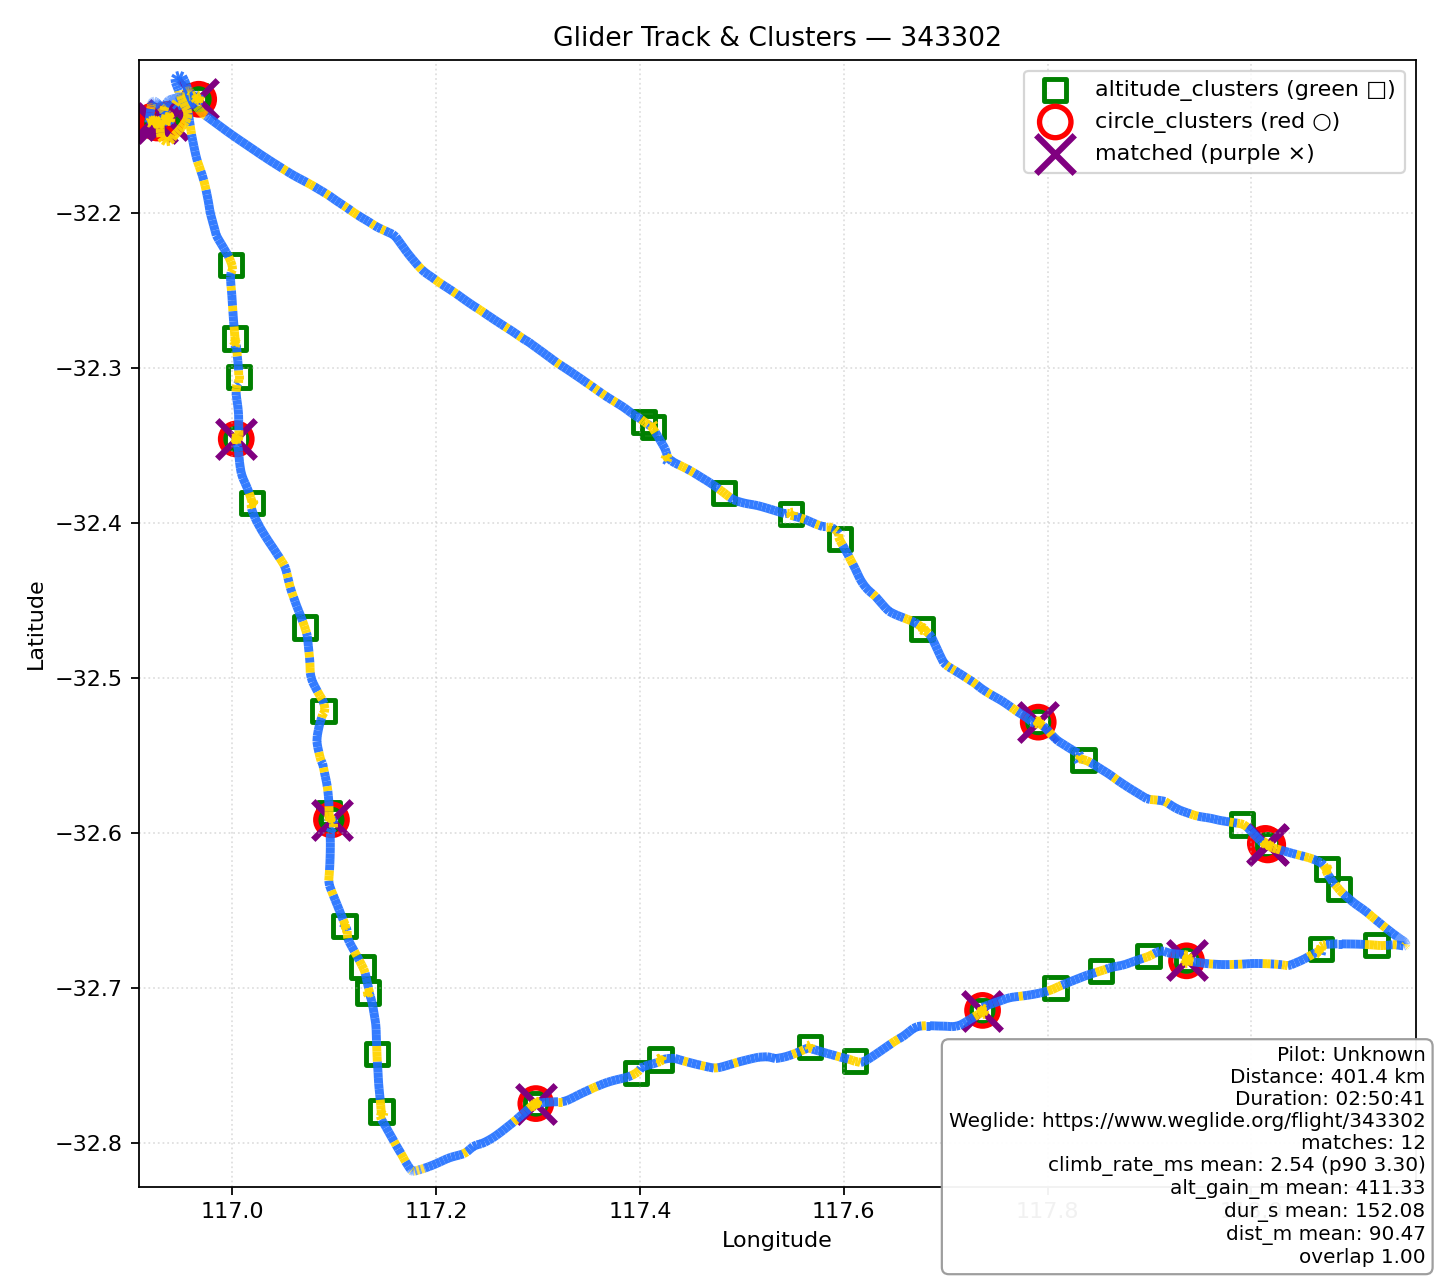 Glider Track & Clusters — 343302
altitude_clusters (green □)
circle_clusters (red ○)
matched (purple ×)
Latitude
−32.2
−32.3
−32.4
−32.5
−32.6
−32.7
−32.8
117.0
117.2
117.4
117.6
117.8
Longitude
Pilot: Unknown
Distance: 401.4 km
Duration: 02:50:41
Weglide: https://www.weglide.org/flight/343302
matches: 12
climb_rate_ms mean: 2.54 (p90 3.30)
alt_gain_m mean: 411.33
dur_s mean: 152.08
dist_m mean: 90.47
overlap 1.00